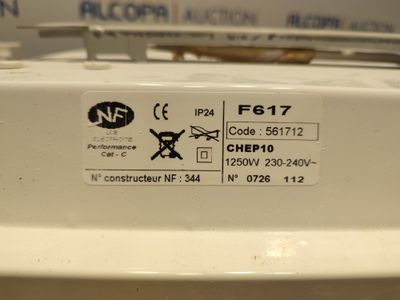 ALCOPA AUCTION
ALCOPA
NF
ELECTRICITE
Performance
Cat - C
CE
IP24
F617
Code : 561712
CHEP10
1250W 230-240V~
N° constructeur NF : 344
N° 0726 112